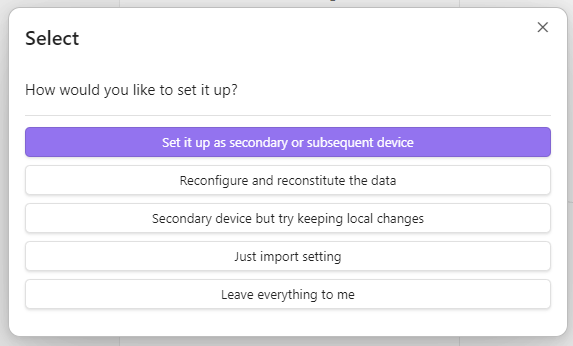 Select
How would you like to set it up?
Set it up as secondary or subsequent device
Reconfigure and reconstitute the data
Secondary device but try keeping local changes
Just import setting
Leave everything to me